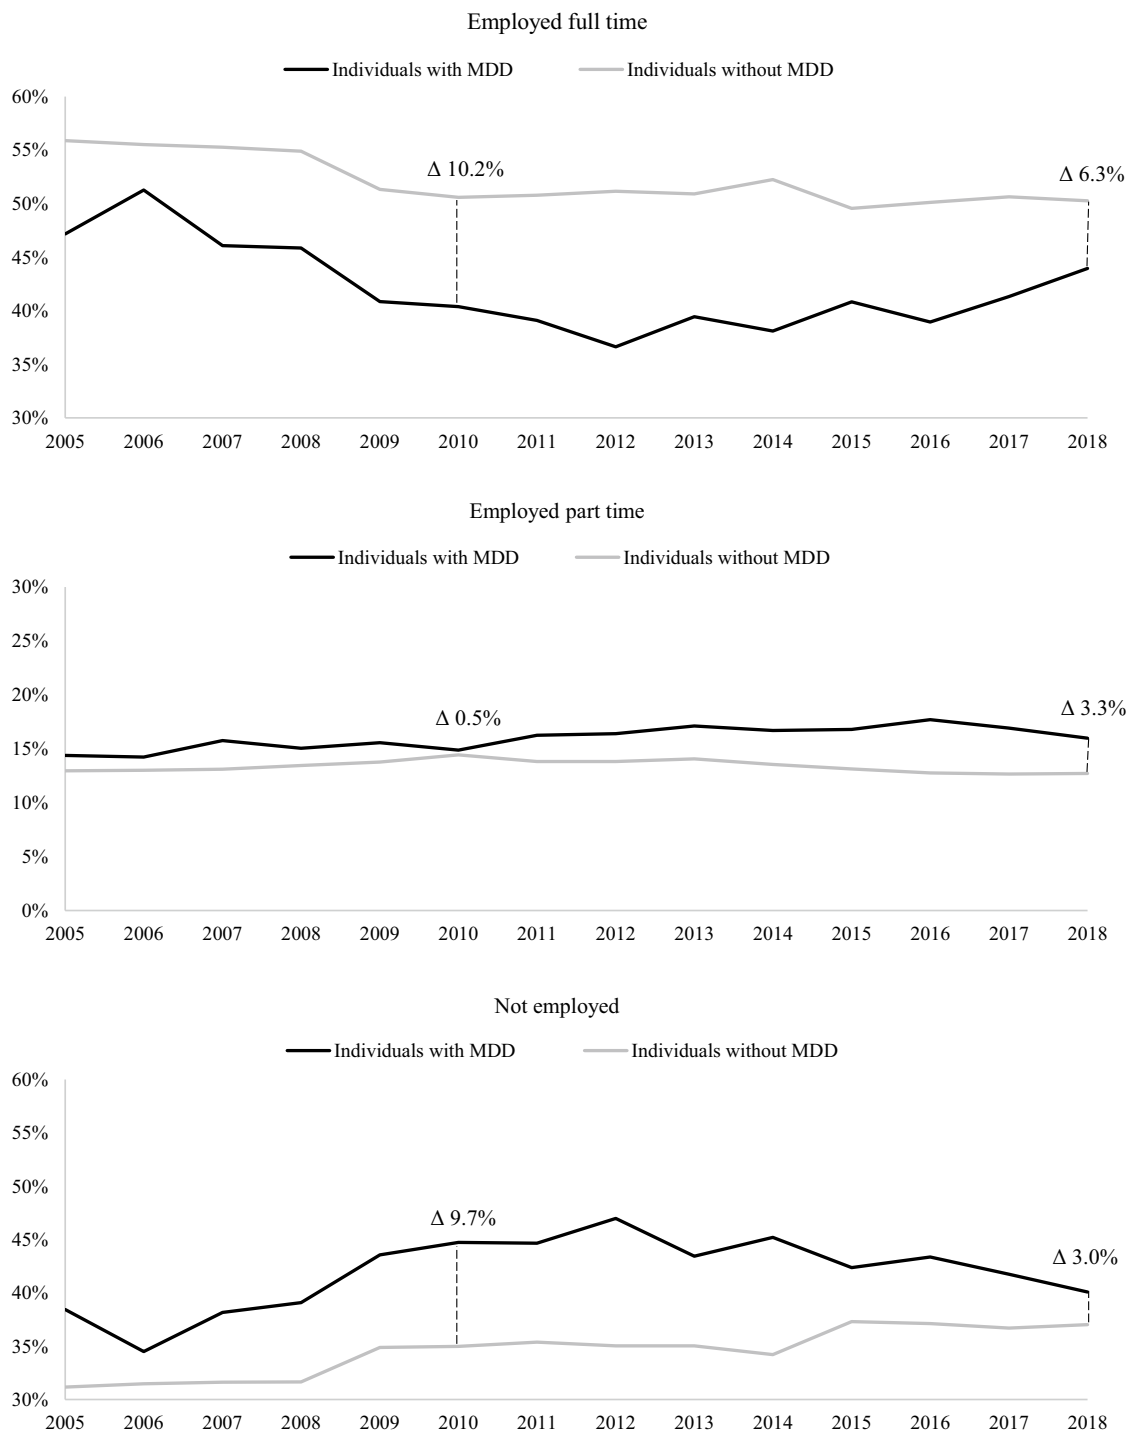 Employed full time
Individuals with MDD Individuals without MDD
60%
55%
Δ 10.2%
Δ 6.3%
50%
45%
40%
35%
30%
2005 2006 2007 2008 2009 2010 2011 2012 2013 2014 2015 2016 2017 2018
Employed part time
Individuals with MDD Individuals without MDD
30%
25%
20%
Δ 0.5%
Δ 3.3%
15%
10%
5%
0%
2005 2006 2007 2008 2009 2010 2011 2012 2013 2014 2015 2016 2017 2018
Not employed
Individuals with MDD Individuals without MDD
60%
55%
50%
Δ 9.7%
45%
Δ 3.0%
40%
35%
30%
2005 2006 2007 2008 2009 2010 2011 2012 2013 2014 2015 2016 2017 2018